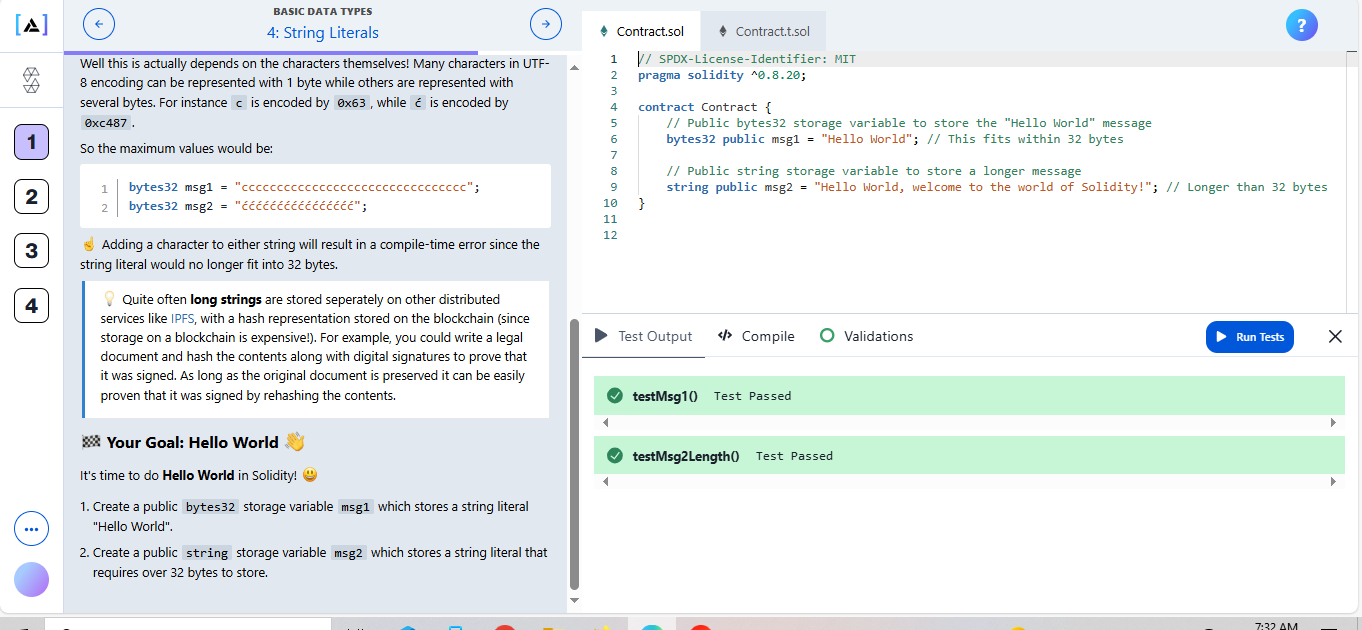 BASIC DATA TYPES
4: String Literals
1
2
3
4
Well this is actually depends on the characters themselves! Many characters in UTF-
8 encoding can be represented with 1 byte while others are represented with
several bytes. For instance c is encoded by 0x63, while ć is encoded by
0xc487.
So the maximum values would be:
1 bytes32 msg1 = "cccccccccccccccccccccccccccccccc";
2 bytes32 msg2 = "ćććććććććććććććć";
☝️ Adding a character to either string will result in a compile-time error since the
string literal would no longer fit into 32 bytes.
💡 Quite often long strings are stored seperately on other distributed
services like IPFS, with a hash representation stored on the blockchain (since
storage on a blockchain is expensive!). For example, you could write a legal
document and hash the contents along with digital signatures to prove that
it was signed. As long as the original document is preserved it can be easily
proven that it was signed by rehashing the contents.
🏁 Your Goal: Hello World 👋
It's time to do Hello World in Solidity! 😃
1. Create a public bytes32 storage variable msg1 which stores a string literal
"Hello World".
2. Create a public string storage variable msg2 which stores a string literal that
requires over 32 bytes to store.
Contract.sol
Contract.t.sol
?
1 // SPDX-License-Identifier: MIT
2 pragma solidity ^0.8.20;
3
4 contract Contract {
5 // Public bytes32 storage variable to store the "Hello World" message
6 bytes32 public msg1 = "Hello World"; // This fits within 32 bytes
7
8 // Public string storage variable to store a longer message
9 string public msg2 = "Hello World, welcome to the world of Solidity!"; // Longer than 32 bytes
10 }
11
12
Test Output
Compile
Validations
Run Tests
testMsg1() Test Passed
testMsg2Length() Test Passed
7:32 AM